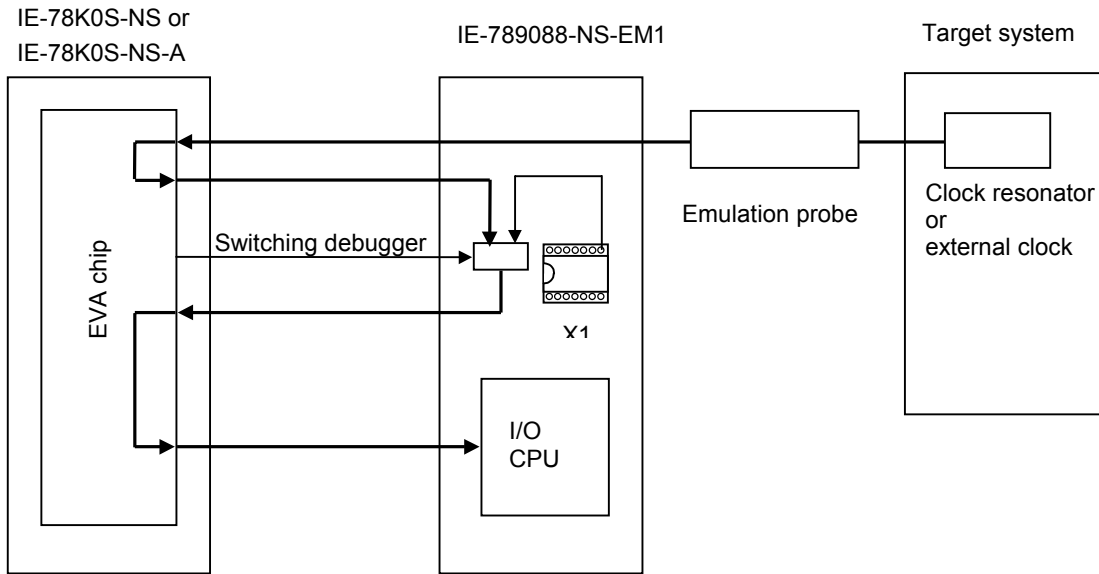 IE-78K0S-NS or
IE-78K0S-NS-A
IE-789088-NS-EM1
Target system
EVA chip
Switching debugger
X1
I/O
CPU
Emulation probe
Clock resonator
or
external clock